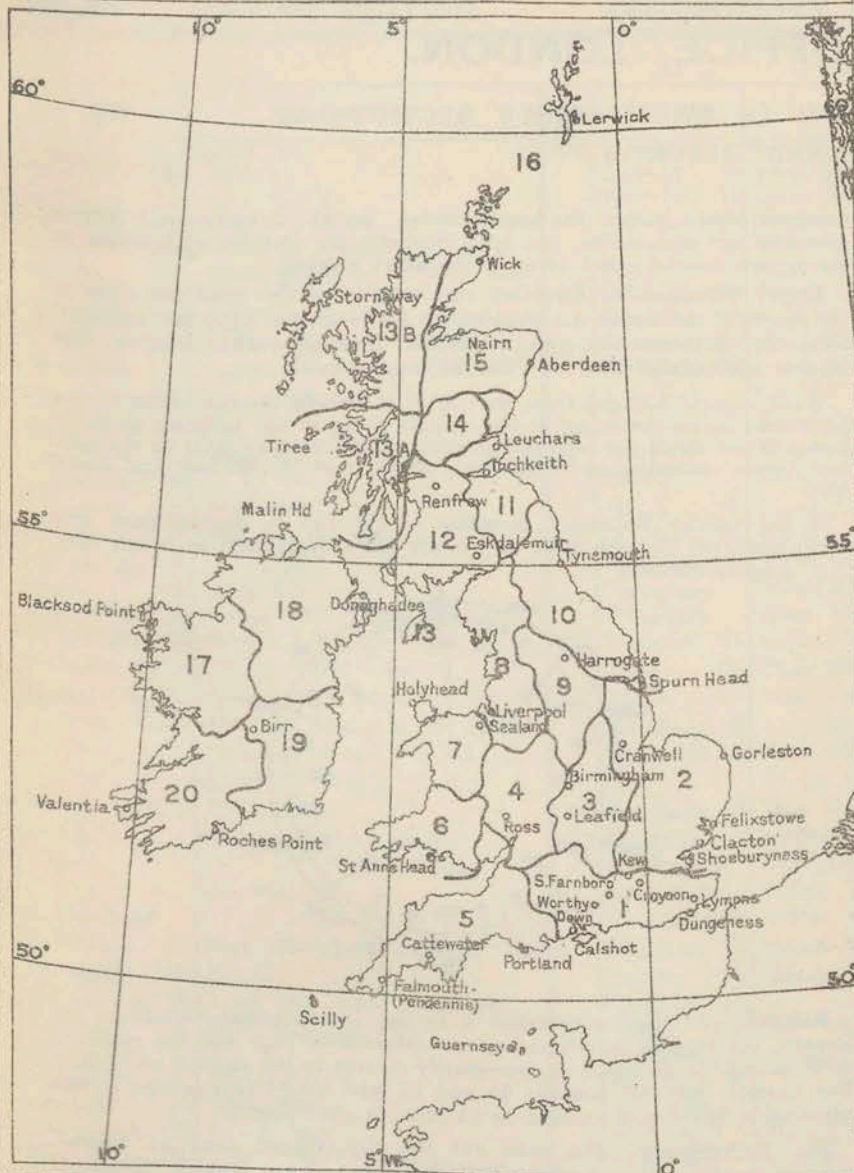 10°
5°
0°
5°
60°
60
Lerwick
16
Wick
Stornoway
13 B
Nairn
15
Aberdeen
14
Leuchars
Tiree
13 A
Inchkeith
Renfrew
11
Malin Hd
55°
55°
12
Eskdalemuir
Tynemouth
Blacksod Point
18
Donaghadee
13
10
17
8
Harrogate
9
Spurn Head
Holyhead
Liverpool
Sealand
Birr
19
7
Cranwell
Gorleston
Birmingham
2
20
4
3
Valentia
Leafield
Felixstowe
Ross
6
Clacton
Roches Point
Shoeburyness
St Anns Head
Kew
S. Farnboro
Croydon
Lympne
Worthy
1
Down
Dungeness
5
Calshot
Cattewater
Portland
50°
50
Falmouth-
(Pendennis)
Scilly
Guernsey
10°
5°W.
0°